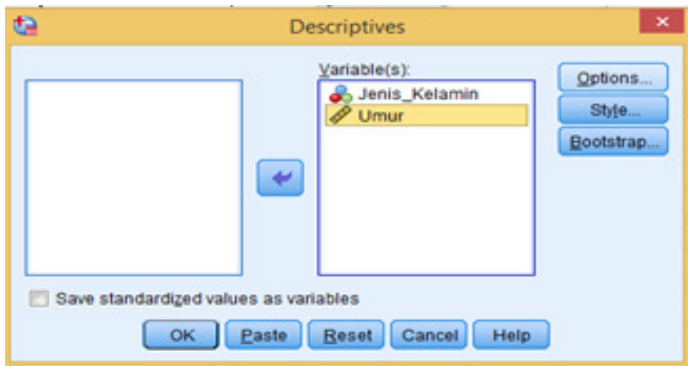 Descriptives
Variable(s):
Jenis_Kelamin
Umur
Options...
Style...
Bootstrap...
Save standardized values as variables
OK Paste Reset Cancel Help